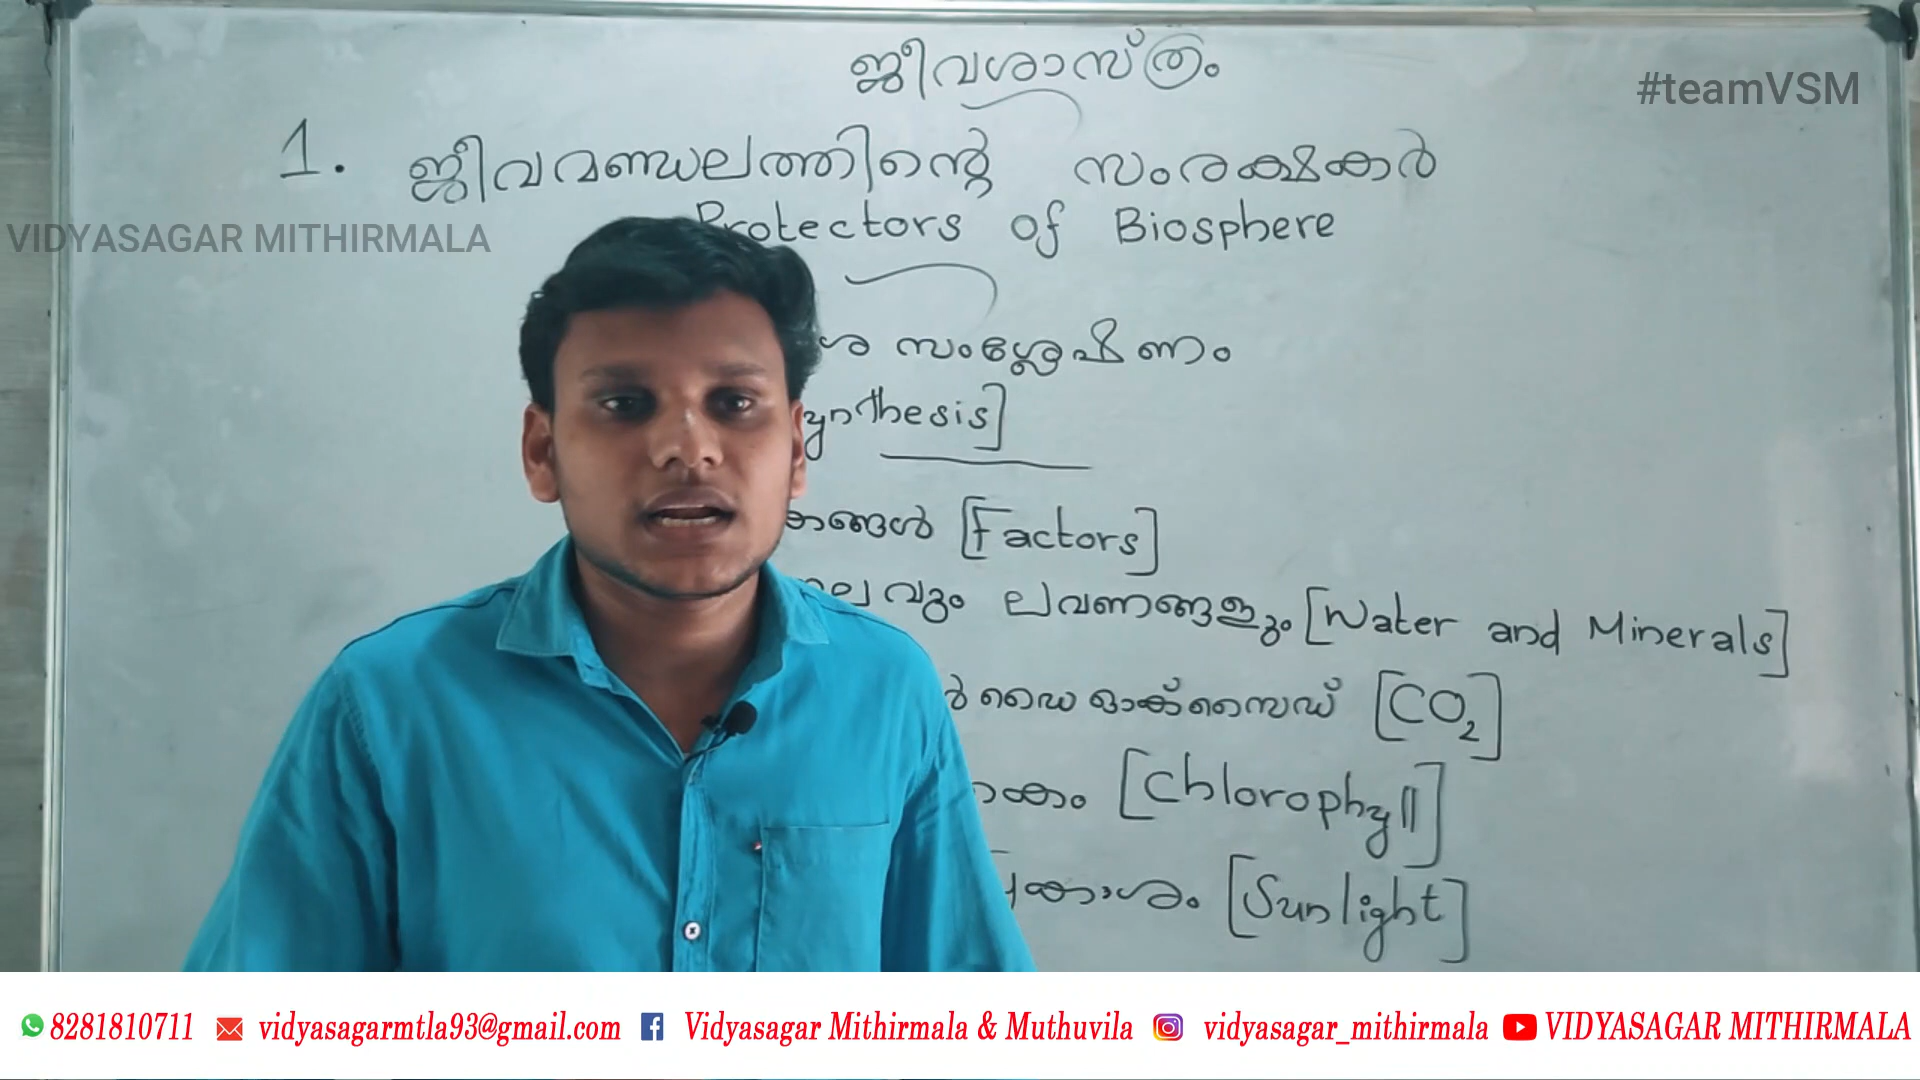 ജീവശാസ്ത്രം
#teamVSM
1. ജീവമണ്ഡലത്തിന്റെ സംരക്ഷകർ
VIDYASAGAR MITHIRMALA
Protectors of Biosphere
ശ സംശ്ലേഷണം
ynthesis]
കങ്ങൾ [Factors]
ലവും ലവണങ്ങളും [Water and Minerals]
ൺ ഡൈ ഓക്സൈഡ് [CO₂]
കം [Chlorophyll]
കാശം [Sunlight]
8281810711 vidyasagarmtla93@gmail.com Vidyasagar Mithirmala & Muthuvila vidyasagar_mithirmala VIDYASAGAR MITHIRMALA